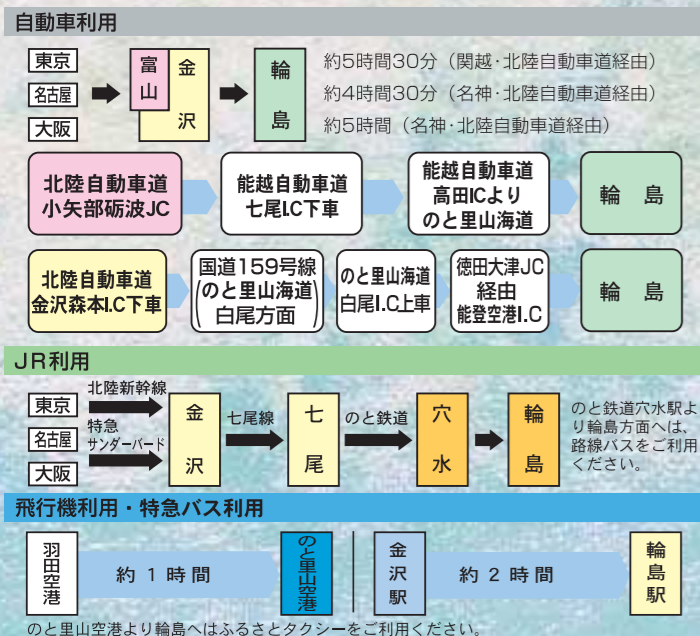 自動車利用
東京
名古屋
大阪
富山
金沢
輪島
約5時間30分（関越・北陸自動車道経由）
約4時間30分（名神・北陸自動車道経由）
約5時間（名神・北陸自動車道経由）
北陸自動車道
小矢部砺波JC
能越自動車道
七尾I.C下車
能越自動車道
高田ICより
のと里山海道
輪島
北陸自動車道
金沢森本I.C下車
国道159号線
(のと里山海道)
白尾方面
のと里山海道
白尾I.C上車
徳田大津JC
経由
能登空港I.C
輪島
JR利用
東京
名古屋
大阪
北陸新幹線
特急
サンダーバード
金沢
七尾線
七尾
のと鉄道
穴水
輪島
のと鉄道穴水駅よ
り輪島方面へは、
路線バスをご利用
ください。
飛行機利用・特急バス利用
羽田空港
約1時間
のと里山空港
金沢駅
約2時間
輪島駅
のと里山空港より輪島へはふるさとタクシーをご利用ください。